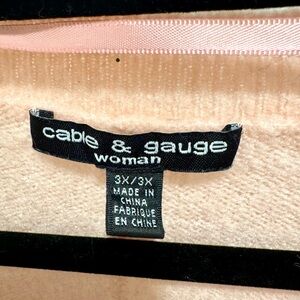 cable & gauge
woman
3X/3X
MADE IN
CHINA
FABRIQUE
EN CHINE